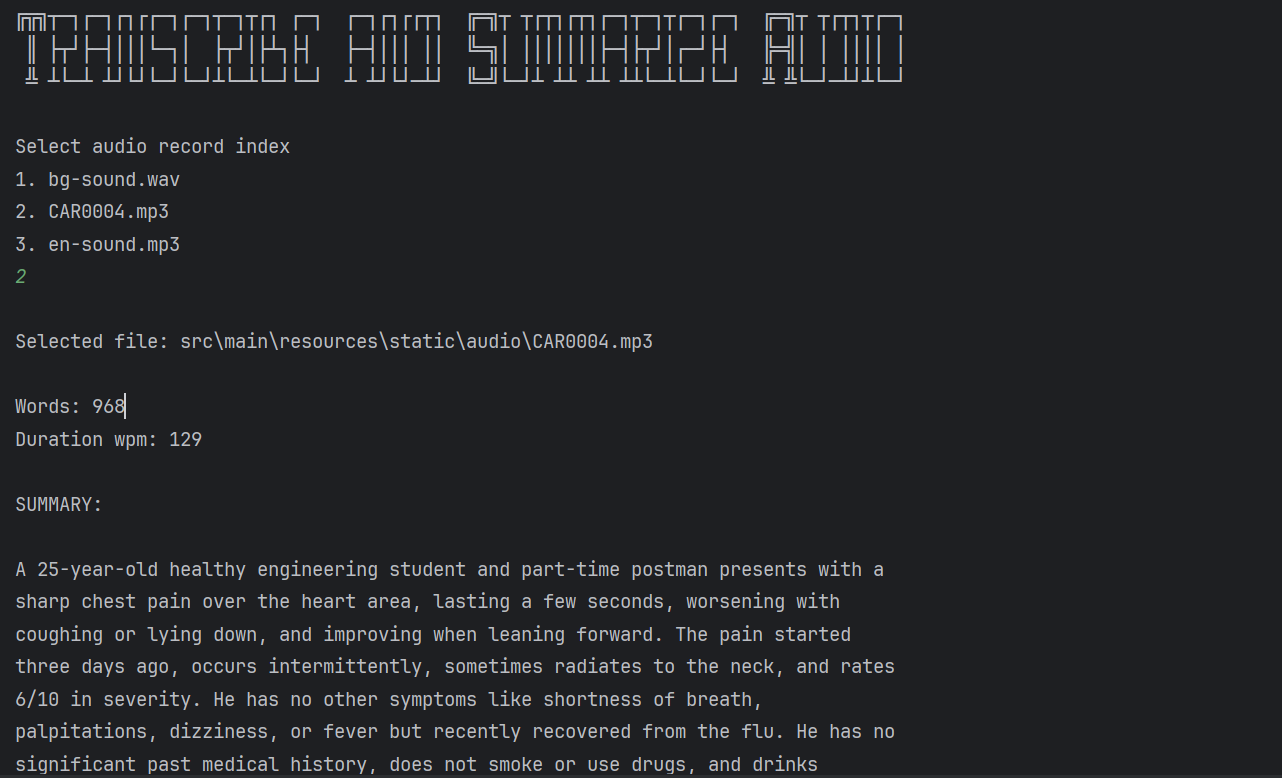 Transcribe and Summarize Audio
Select audio record index
1. bg-sound.wav
2. CAR0004.mp3
3. en-sound.mp3
2
Selected file: src\main\resources\static\audio\CAR0004.mp3
Words: 968
Duration wpm: 129
SUMMARY:
A 25-year-old healthy engineering student and part-time postman presents with a
sharp chest pain over the heart area, lasting a few seconds, worsening with
coughing or lying down, and improving when leaning forward. The pain started
three days ago, occurs intermittently, sometimes radiates to the neck, and rates
6/10 in severity. He has no other symptoms like shortness of breath,
palpitations, dizziness, or fever but recently recovered from the flu. He has no
significant past medical history, does not smoke or use drugs, and drinks